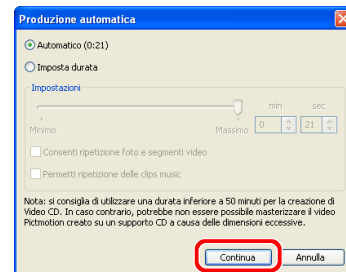 Produzione automatica
Automatico (0:21)
Imposta durata
Impostazioni
min sec
Minimo Massimo 0 21
Consenti ripetizione foto e segmenti video
Permetti ripetizione delle clips music
Nota: si consiglia di utilizzare una durata inferiore a 50 minuti per la creazione di
Video CD. In caso contrario, potrebbe non essere possibile masterizzare il video
Pictmotion creato su un supporto CD a causa delle dimensioni eccessive.
Continua Annulla